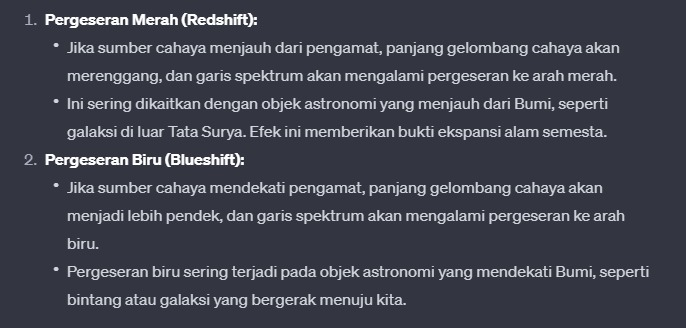 1. Pergeseran Merah (Redshift):
• Jika sumber cahaya menjauh dari pengamat, panjang gelombang cahaya akan
merenggang, dan garis spektrum akan mengalami pergeseran ke arah merah.
• Ini sering dikaitkan dengan objek astronomi yang menjauh dari Bumi, seperti
galaksi di luar Tata Surya. Efek ini memberikan bukti ekspansi alam semesta.
2. Pergeseran Biru (Blueshift):
• Jika sumber cahaya mendekati pengamat, panjang gelombang cahaya akan
menjadi lebih pendek, dan garis spektrum akan mengalami pergeseran ke arah
biru.
• Pergeseran biru sering terjadi pada objek astronomi yang mendekati Bumi, seperti
bintang atau galaksi yang bergerak menuju kita.